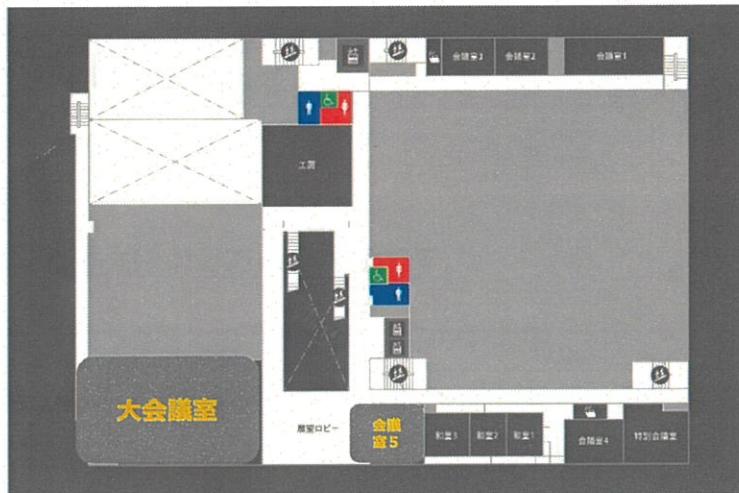 会議室3
会議室2
会議室1
工房
大会議室
展望ロビー
会議
室5
和室3
和室2
和室1
会議室4
特別会議室